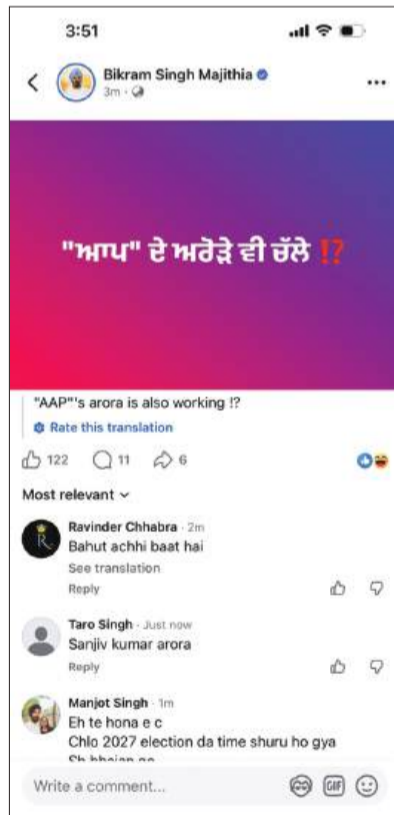 3:51
Bikram Singh Majithia
3m
"ਆਪ" ਦੇ ਅਰੋੜੇ ਵੀ ਚੱਲੇ ⁉️
"AAP"'s arora is also working !?
Rate this translation
122 11 6
Most relevant
Ravinder Chhabra · 2m
Bahut achhi baat hai
See translation
Reply
Taro Singh · Just now
Sanjiv kumar arora
Reply
Manjot Singh · 1m
Eh te hona e c
Chlo 2027 election da time shuru ho gya
Write a comment...
GIF